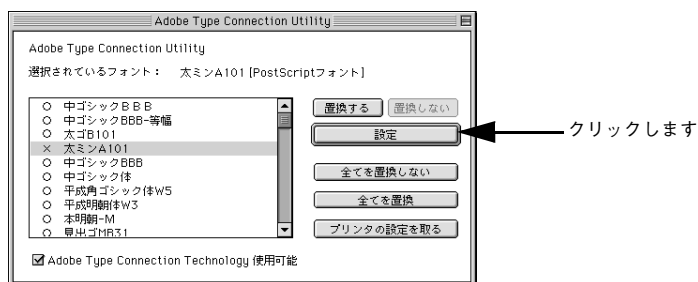 Adobe Type Connection Utility
Adobe Type Connection Utility
選択されているフォント： 太ミンA101 [PostScriptフォント]
○ 中ゴシックＢＢＢ
○ 中ゴシックBBB-等幅
○ 太ゴB101
× 太ミンA101
○ 中ゴシックBBB
○ 中ゴシック体
○ 平成角ゴシック体W5
○ 平成明朝体W3
○ 本明朝-M
○ 見出ゴMB31
置換する 置換しない
設定
クリックします
全てを置換しない
全てを置換
プリンタの設定を取る
Adobe Type Connection Technology 使用可能